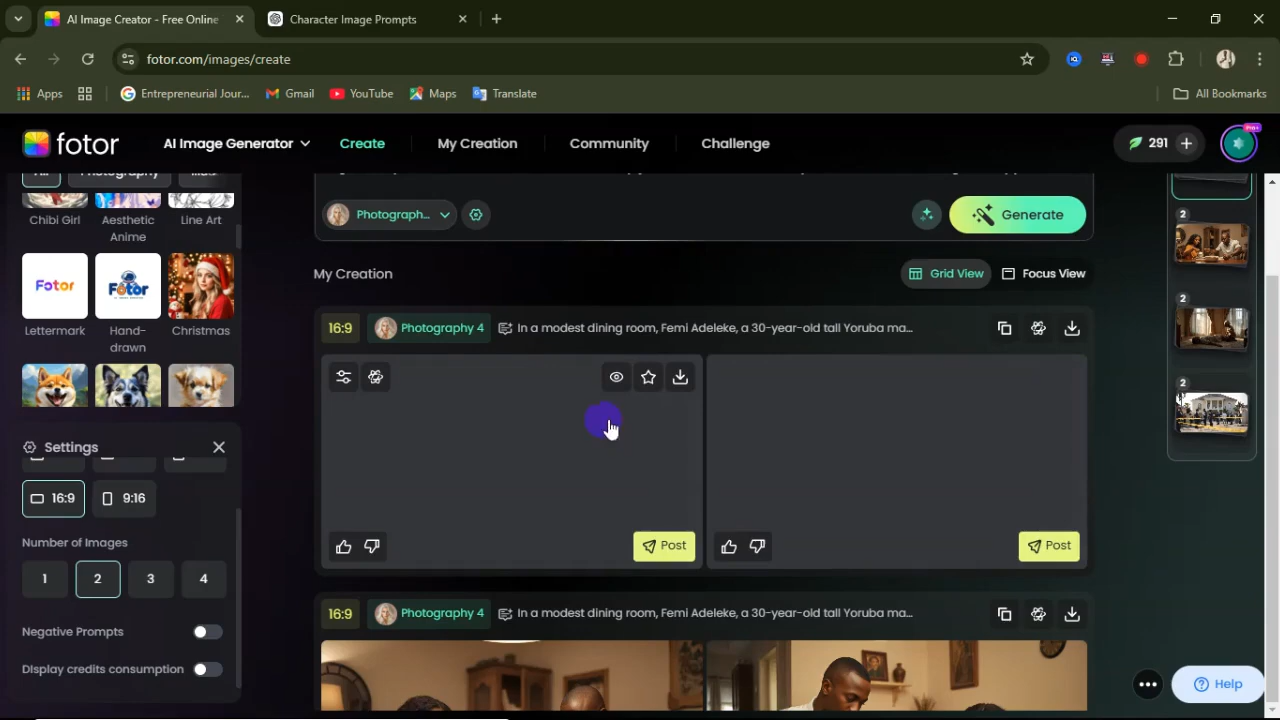 AI Image Creator - Free Online
Character Image Prompts
fotor.com/images/create
Apps
Entrepreneurial Jour...
Gmail
YouTube
Maps
Translate
All Bookmarks
fotor
AI Image Generator
Create
My Creation
Community
Challenge
291
Pro+
Chibi Girl
Aesthetic
Anime
Line Art
Photograph...
Generate
My Creation
Grid View
Focus View
Fotor
Fotor
Lettermark
Hand-
drawn
Christmas
16:9
Photography 4
In a modest dining room, Femi Adeleke, a 30-year-old tall Yoruba ma...
2
2
2
Settings
16:9
9:16
Number of Images
1
2
3
4
Post
Post
Negative Prompts
DIsplay credits consumption
16:9
Photography 4
In a modest dining room, Femi Adeleke, a 30-year-old tall Yoruba ma...
Help